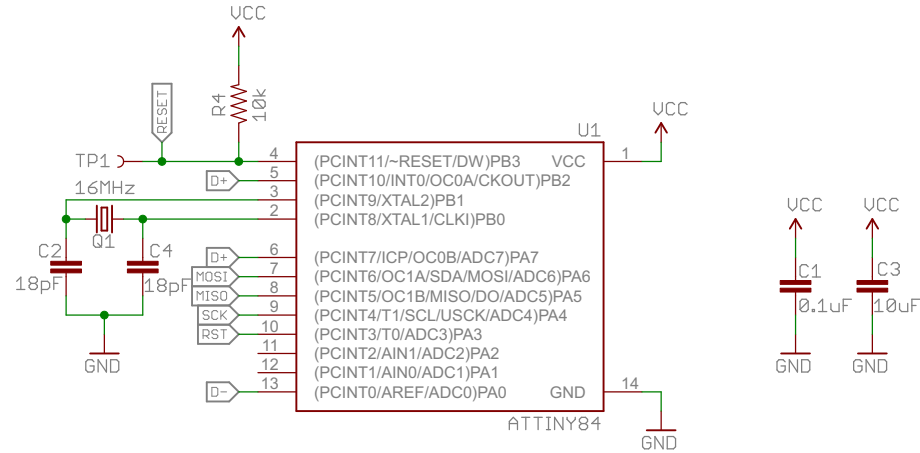 VCC
RESET
R4
10k
TP1
VCC
U1
4 (PCINT11/~RESET/DW)PB3 VCC 1
D+ 5 (PCINT10/INT0/OC0A/CKOUT)PB2
16MHz 3 (PCINT9/XTAL2)PB1
2 (PCINT8/XTAL1/CLKI)PB0
Q1
C2 C4
18pF 18pF
GND
D+ 6 (PCINT7/ICP/OC0B/ADC7)PA7
MOSI 7 (PCINT6/OC1A/SDA/MOSI/ADC6)PA6
MISO 8 (PCINT5/OC1B/MISO/DO/ADC5)PA5
SCK 9 (PCINT4/T1/SCL/USCK/ADC4)PA4
RST 10 (PCINT3/T0/ADC3)PA3
11 (PCINT2/AIN1/ADC2)PA2
12 (PCINT1/AIN0/ADC1)PA1
D- 13 (PCINT0/AREF/ADC0)PA0 GND 14
ATTINY84
GND
VCC VCC
C1 C3
0.1uF 10uF
GND GND